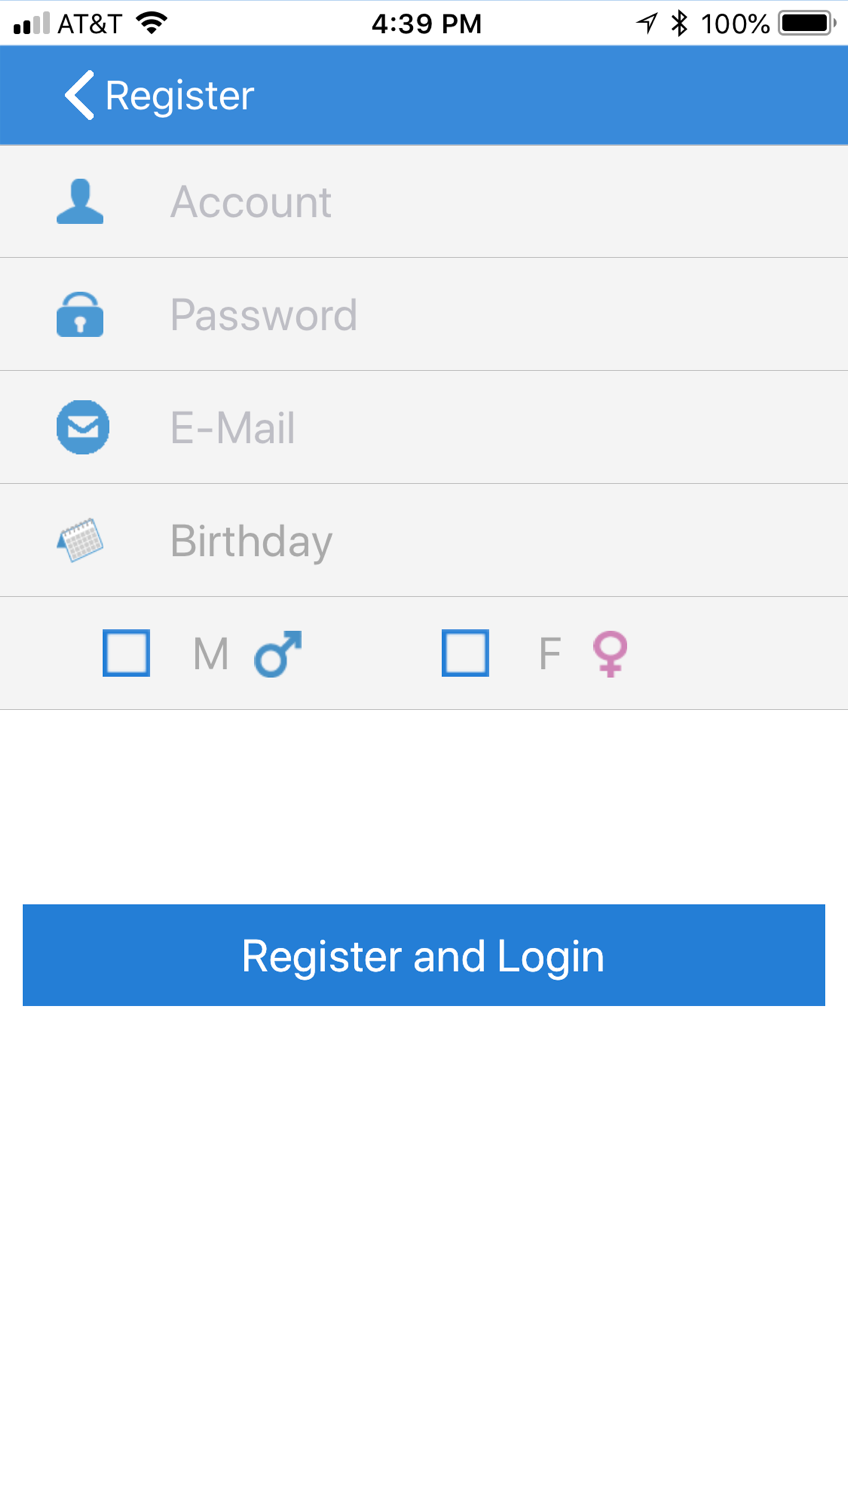 AT&T 4:39 PM 100%
Register
Account
Password
E-Mail
Birthday
M F
Register and Login